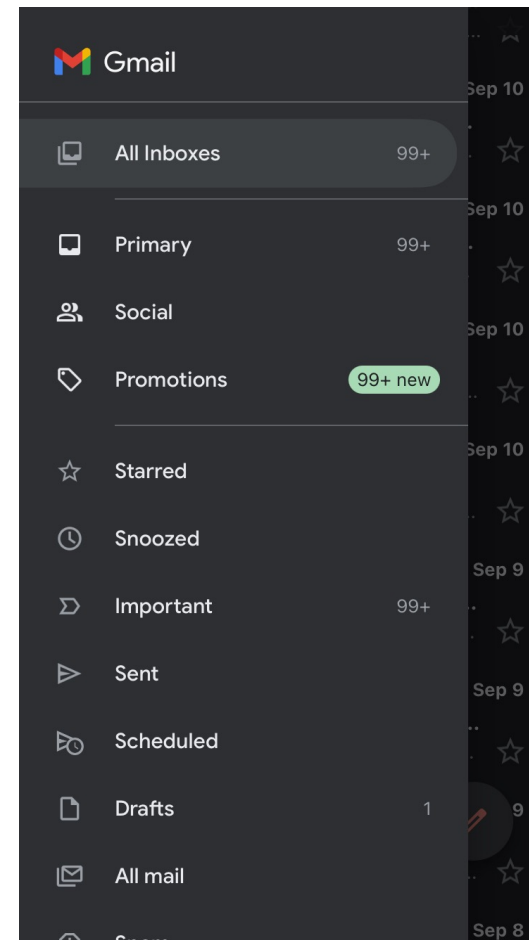 Gmail
Sep 10
All Inboxes 99+
Sep 10
Primary 99+
Social
Sep 10
Promotions 99+ new
Sep 10
Starred
Snoozed
Sep 9
Important 99+
Sent
Sep 9
Scheduled
Drafts 1
9
All mail
Spam
Sep 8